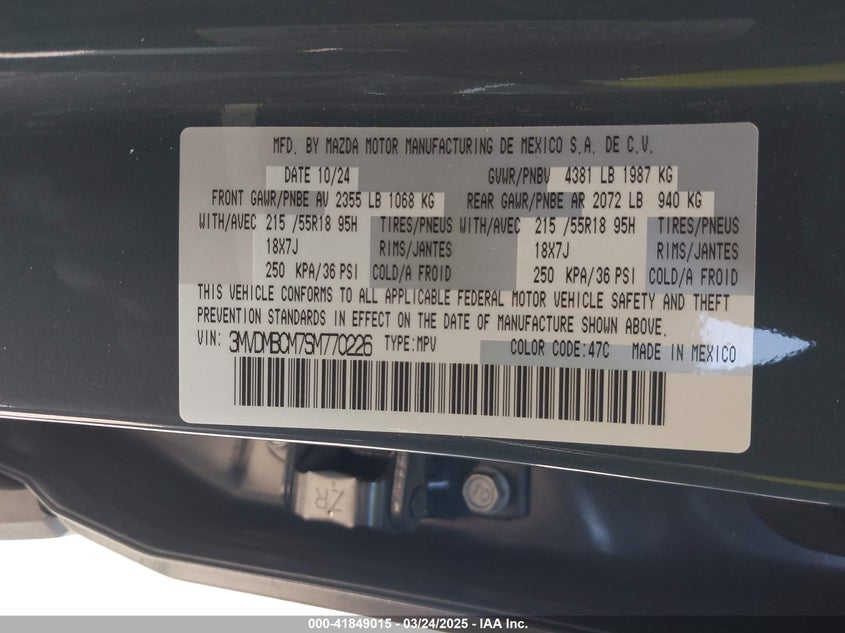 MFD. BY MAZDA MOTOR MANUFACTURING DE MEXICO S.A. DE C.V.
DATE 10/24 GVWR/PNBV 4381 LB 1987 KG
FRONT GAWR/PNBE AV 2355 LB 1068 KG REAR GAWR/PNBE AR 2072 LB 940 KG
WITH/AVEC 215 /55R18 95H TIRES/PNEUS WITH/AVEC 215 /55R18 95H TIRES/PNEUS
18X7J RIMS/JANTES 18X7J RIMS/JANTES
250 KPA/36 PSI COLD/A FROID 250 KPA/36 PSI COLD/A FROID
THIS VEHICLE CONFORMS TO ALL APPLICABLE FEDERAL MOTOR VEHICLE SAFETY AND THEFT
PREVENTION STANDARDS IN EFFECT ON THE DATE OF MANUFACTURE SHOWN ABOVE.
VIN: 3MVDMBCM7SM770226 TYPE:MPV COLOR CODE:47C MADE IN MEXICO
ZR
000-41849015 - 03/24/2025 - IAA Inc.